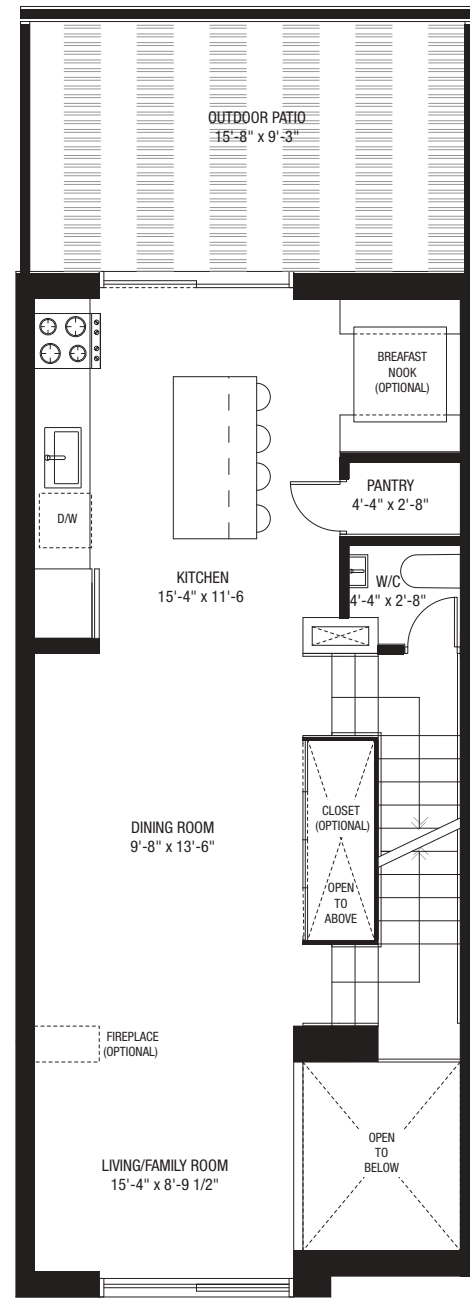 OUTDOOR PATIO
15'-8" x 9'-3"
BREAFAST
NOOK
(OPTIONAL)
PANTRY
4'-4" x 2'-8"
D/W
W/C
4'-4" x 2'-8"
KITCHEN
15'-4" x 11'-6
CLOSET
(OPTIONAL)
DINING ROOM
9'-8" x 13'-6"
OPEN
TO
ABOVE
FIREPLACE
(OPTIONAL)
OPEN
TO
BELOW
LIVING/FAMILY ROOM
15'-4" x 8'-9 1/2"